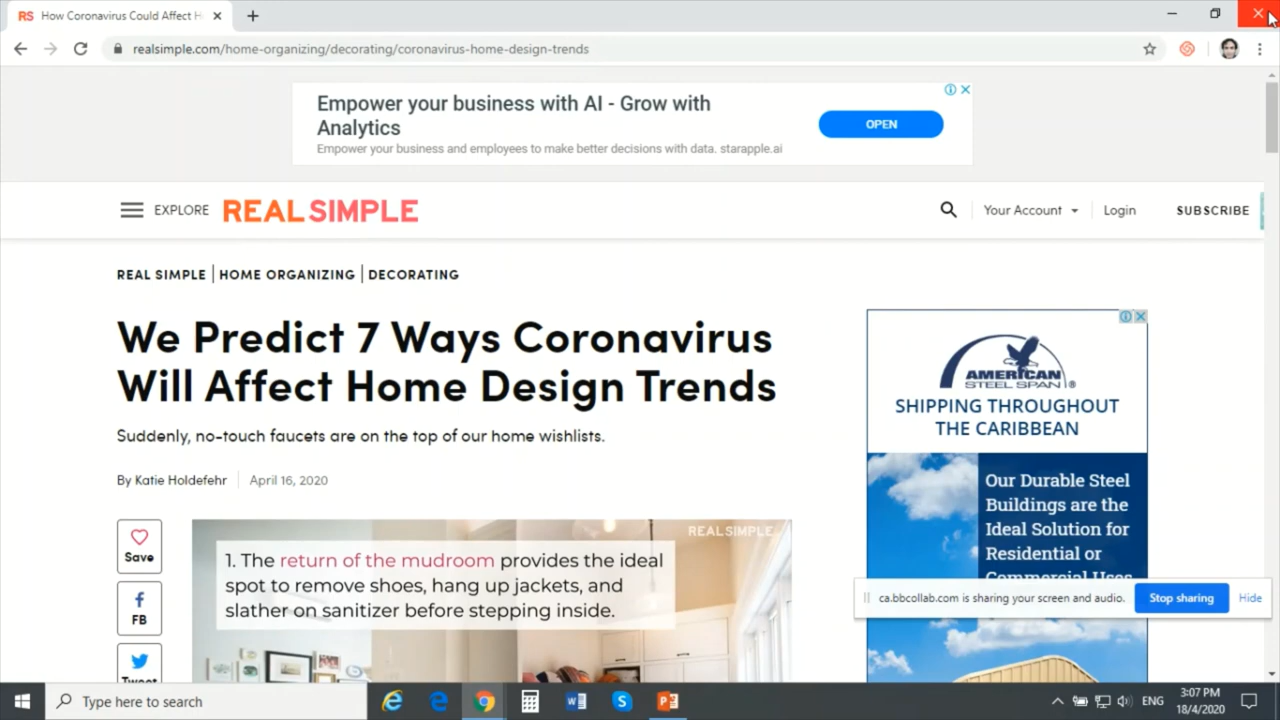 RS How Coronavirus Could Affect H
realsimple.com/home-organizing/decorating/coronavirus-home-design-trends
Empower your business with AI - Grow with
Analytics
Empower your business and employees to make better decisions with data. starapple.ai
OPEN
EXPLORE REAL SIMPLE
Your Account
Login
SUBSCRIBE
REAL SIMPLE | HOME ORGANIZING | DECORATING
We Predict 7 Ways Coronavirus
Will Affect Home Design Trends
Suddenly, no-touch faucets are on the top of our home wishlists.
By Katie Holdefehr
April 16, 2020
Save
FB
Tweet
REAL SIMPLE
1. The return of the mudroom provides the ideal
spot to remove shoes, hang up jackets, and
slather on sanitizer before stepping inside.
AMERICAN
STEEL SPAN ®
SHIPPING THROUGHOUT
THE CARIBBEAN
Our Durable Steel
Buildings are the
Ideal Solution for
Residential or
Commercial Uses
ca.bbcollab.com is sharing your screen and audio.
Stop sharing
Hide
Type here to search
ENG
3:07 PM
18/4/2020